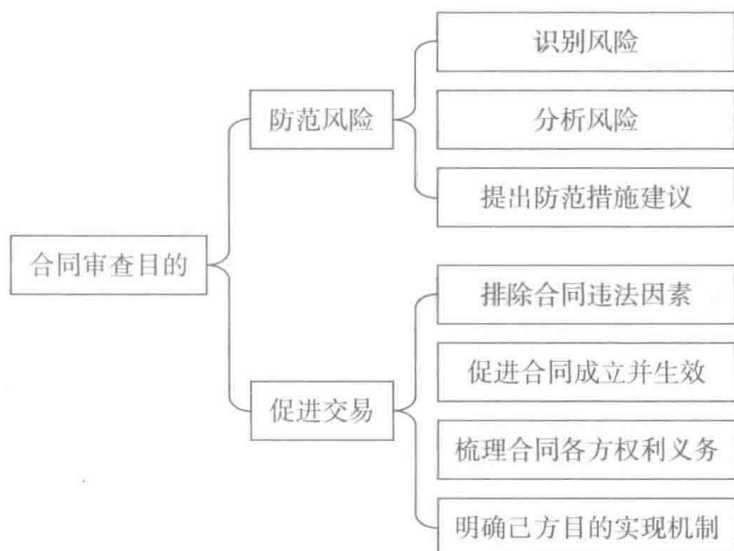 合同审查目的
防范风险
识别风险
分析风险
提出防范措施建议
促进交易
排除合同违法因素
促进合同成立并生效
梳理合同各方权利义务
明确己方目的实现机制